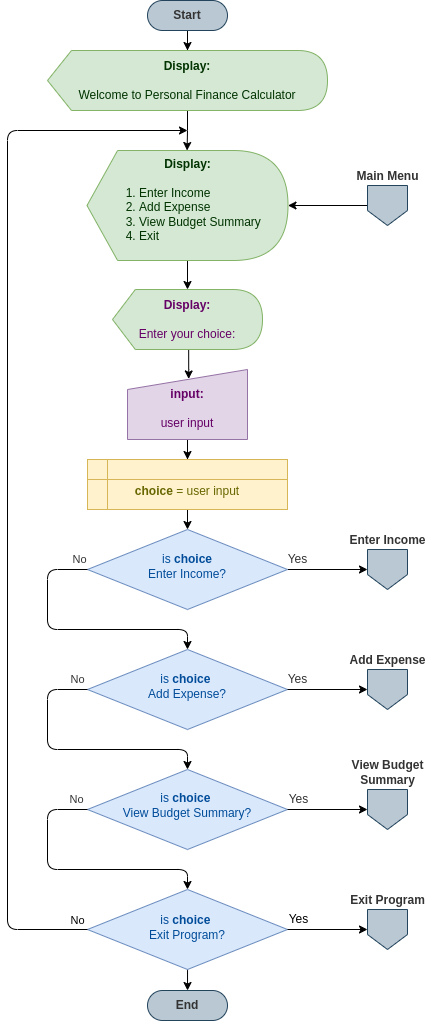 Start
Display:
Welcome to Personal Finance Calculator
Display:
1. Enter Income
2. Add Expense
3. View Budget Summary
4. Exit
Main Menu
Display:
Enter your choice:
input:
user input
choice = user input
is choice
Enter Income?
No
Yes
Enter Income
is choice
Add Expense?
No
Yes
Add Expense
is choice
View Budget Summary?
No
Yes
View Budget
Summary
is choice
Exit Program?
No
Yes
Exit Program
End